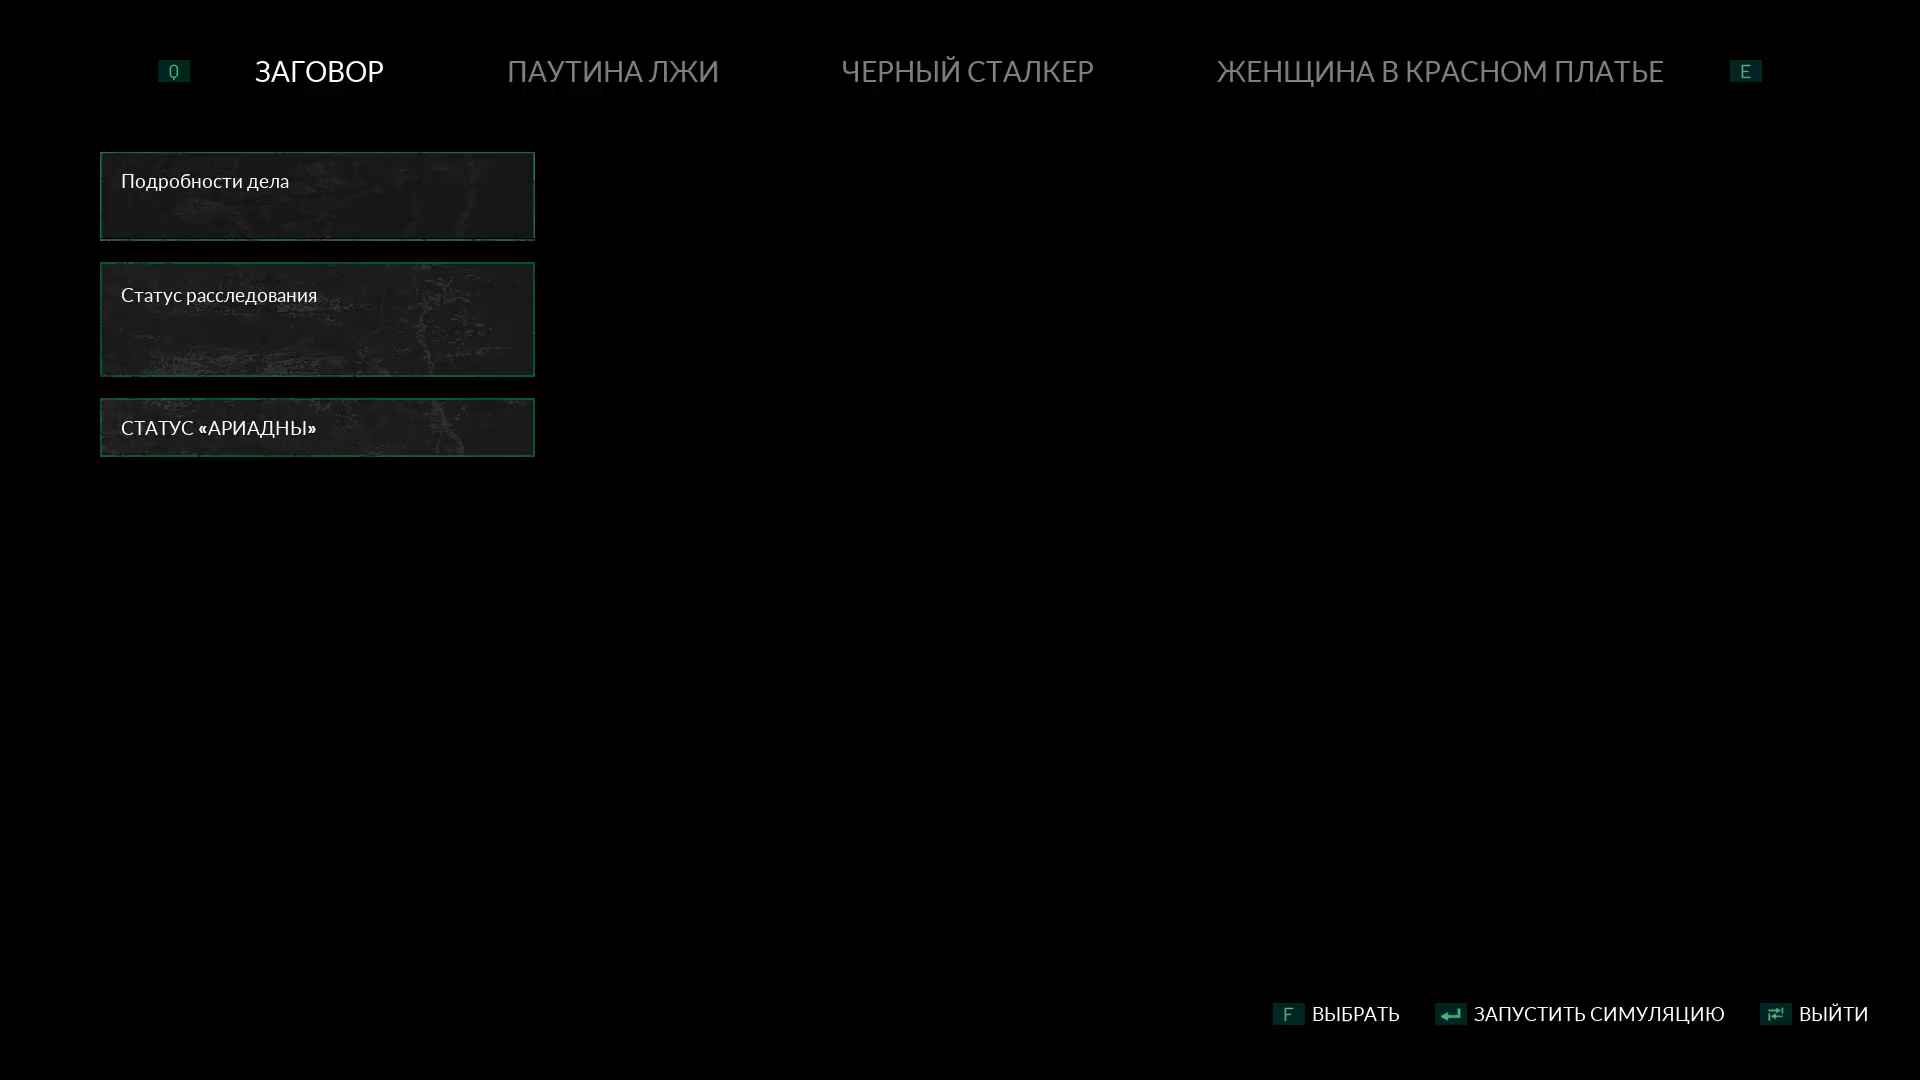 Q ЗАГОВОР ПАУТИНА ЛЖИ ЧЕРНЫЙ СТАЛКЕР ЖЕНЩИНА В КРАСНОМ ПЛАТЬЕ E
Подробности дела
Статус расследования
СТАТУС «АРИАДНЫ»
F ВЫБРАТЬ ЗАПУСТИТЬ СИМУЛЯЦИЮ ВЫЙТИ